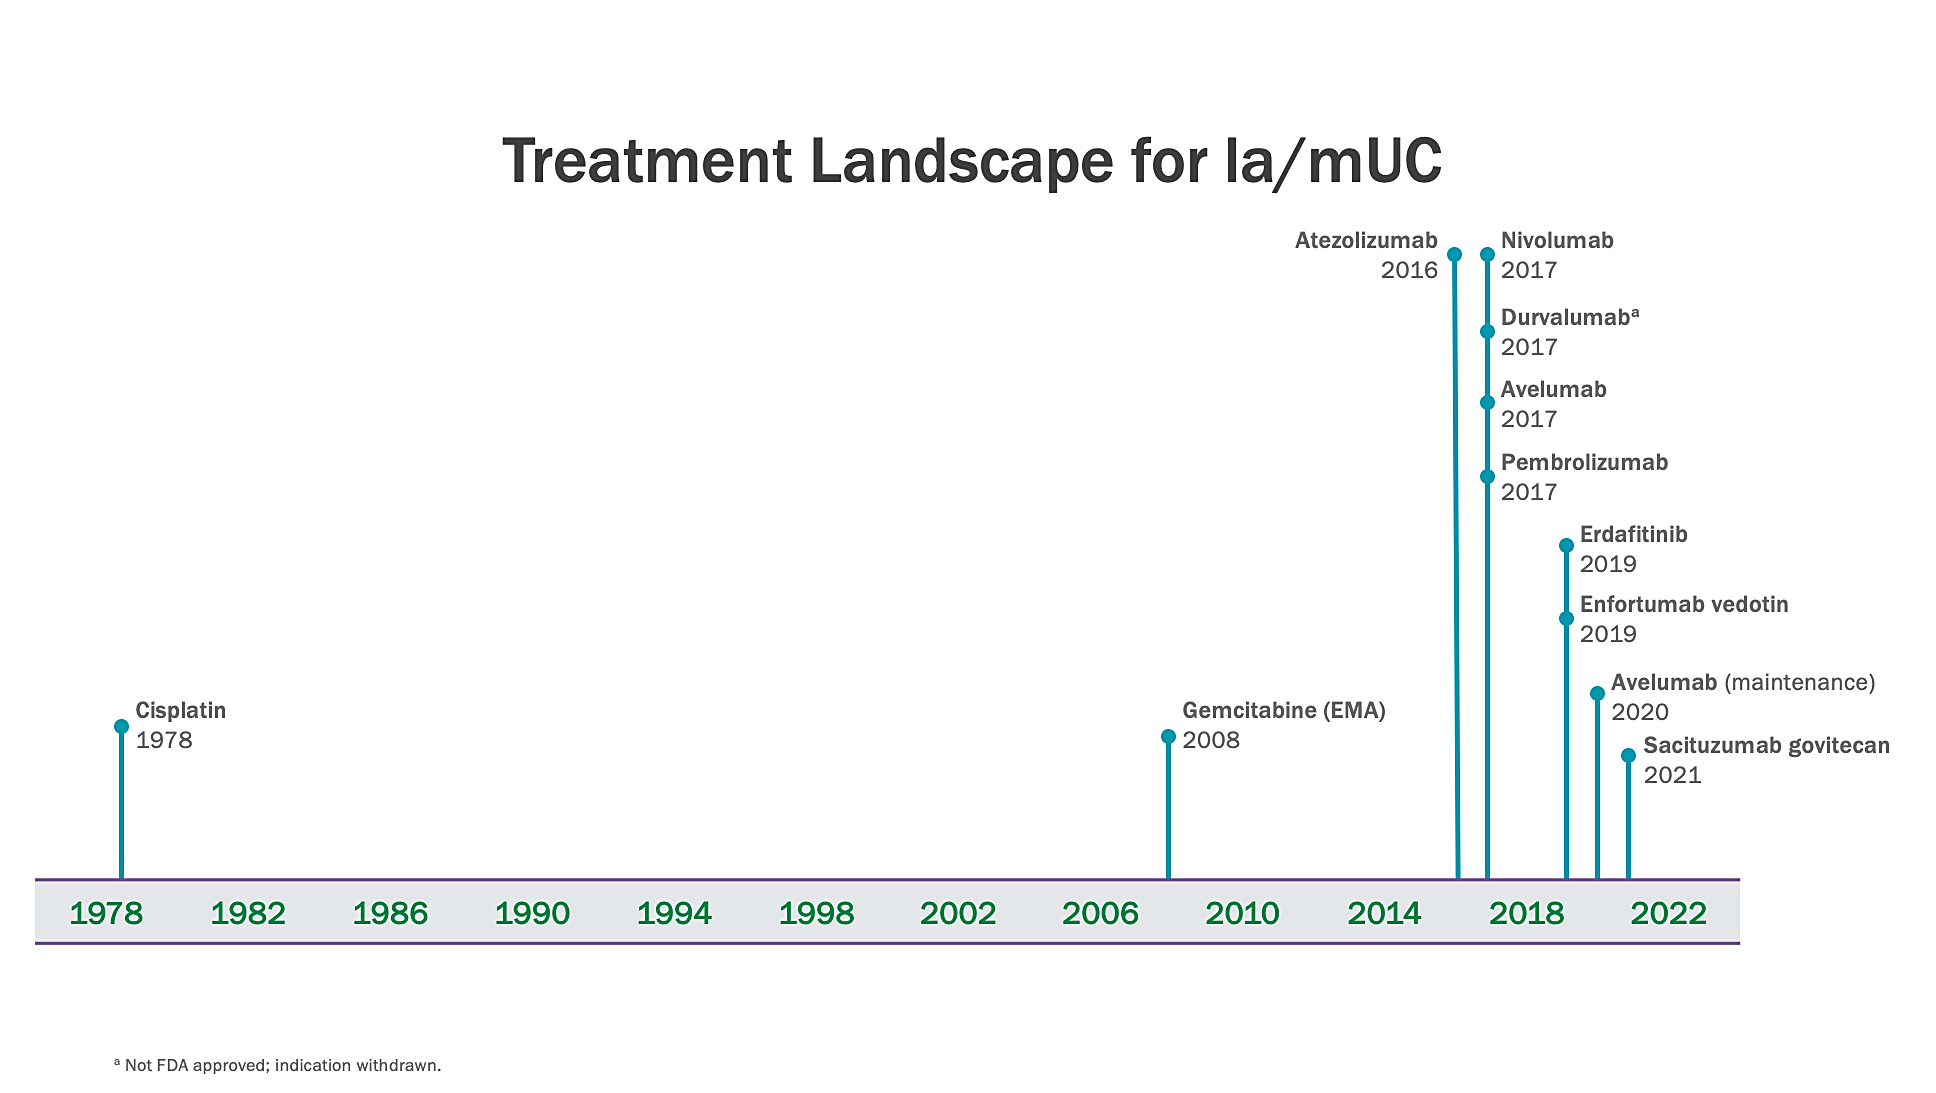 Treatment Landscape for la/mUC
Atezolizumab
2016
Nivolumab
2017
Durvalumabᵃ
2017
Avelumab
2017
Pembrolizumab
2017
Erdafitinib
2019
Enfortumab vedotin
2019
Avelumab (maintenance)
2020
Sacituzumab govitecan
2021
Cisplatin
1978
Gemcitabine (EMA)
2008
1978 1982 1986 1990 1994 1998 2002 2006 2010 2014 2018 2022
ᵃ Not FDA approved; indication withdrawn.